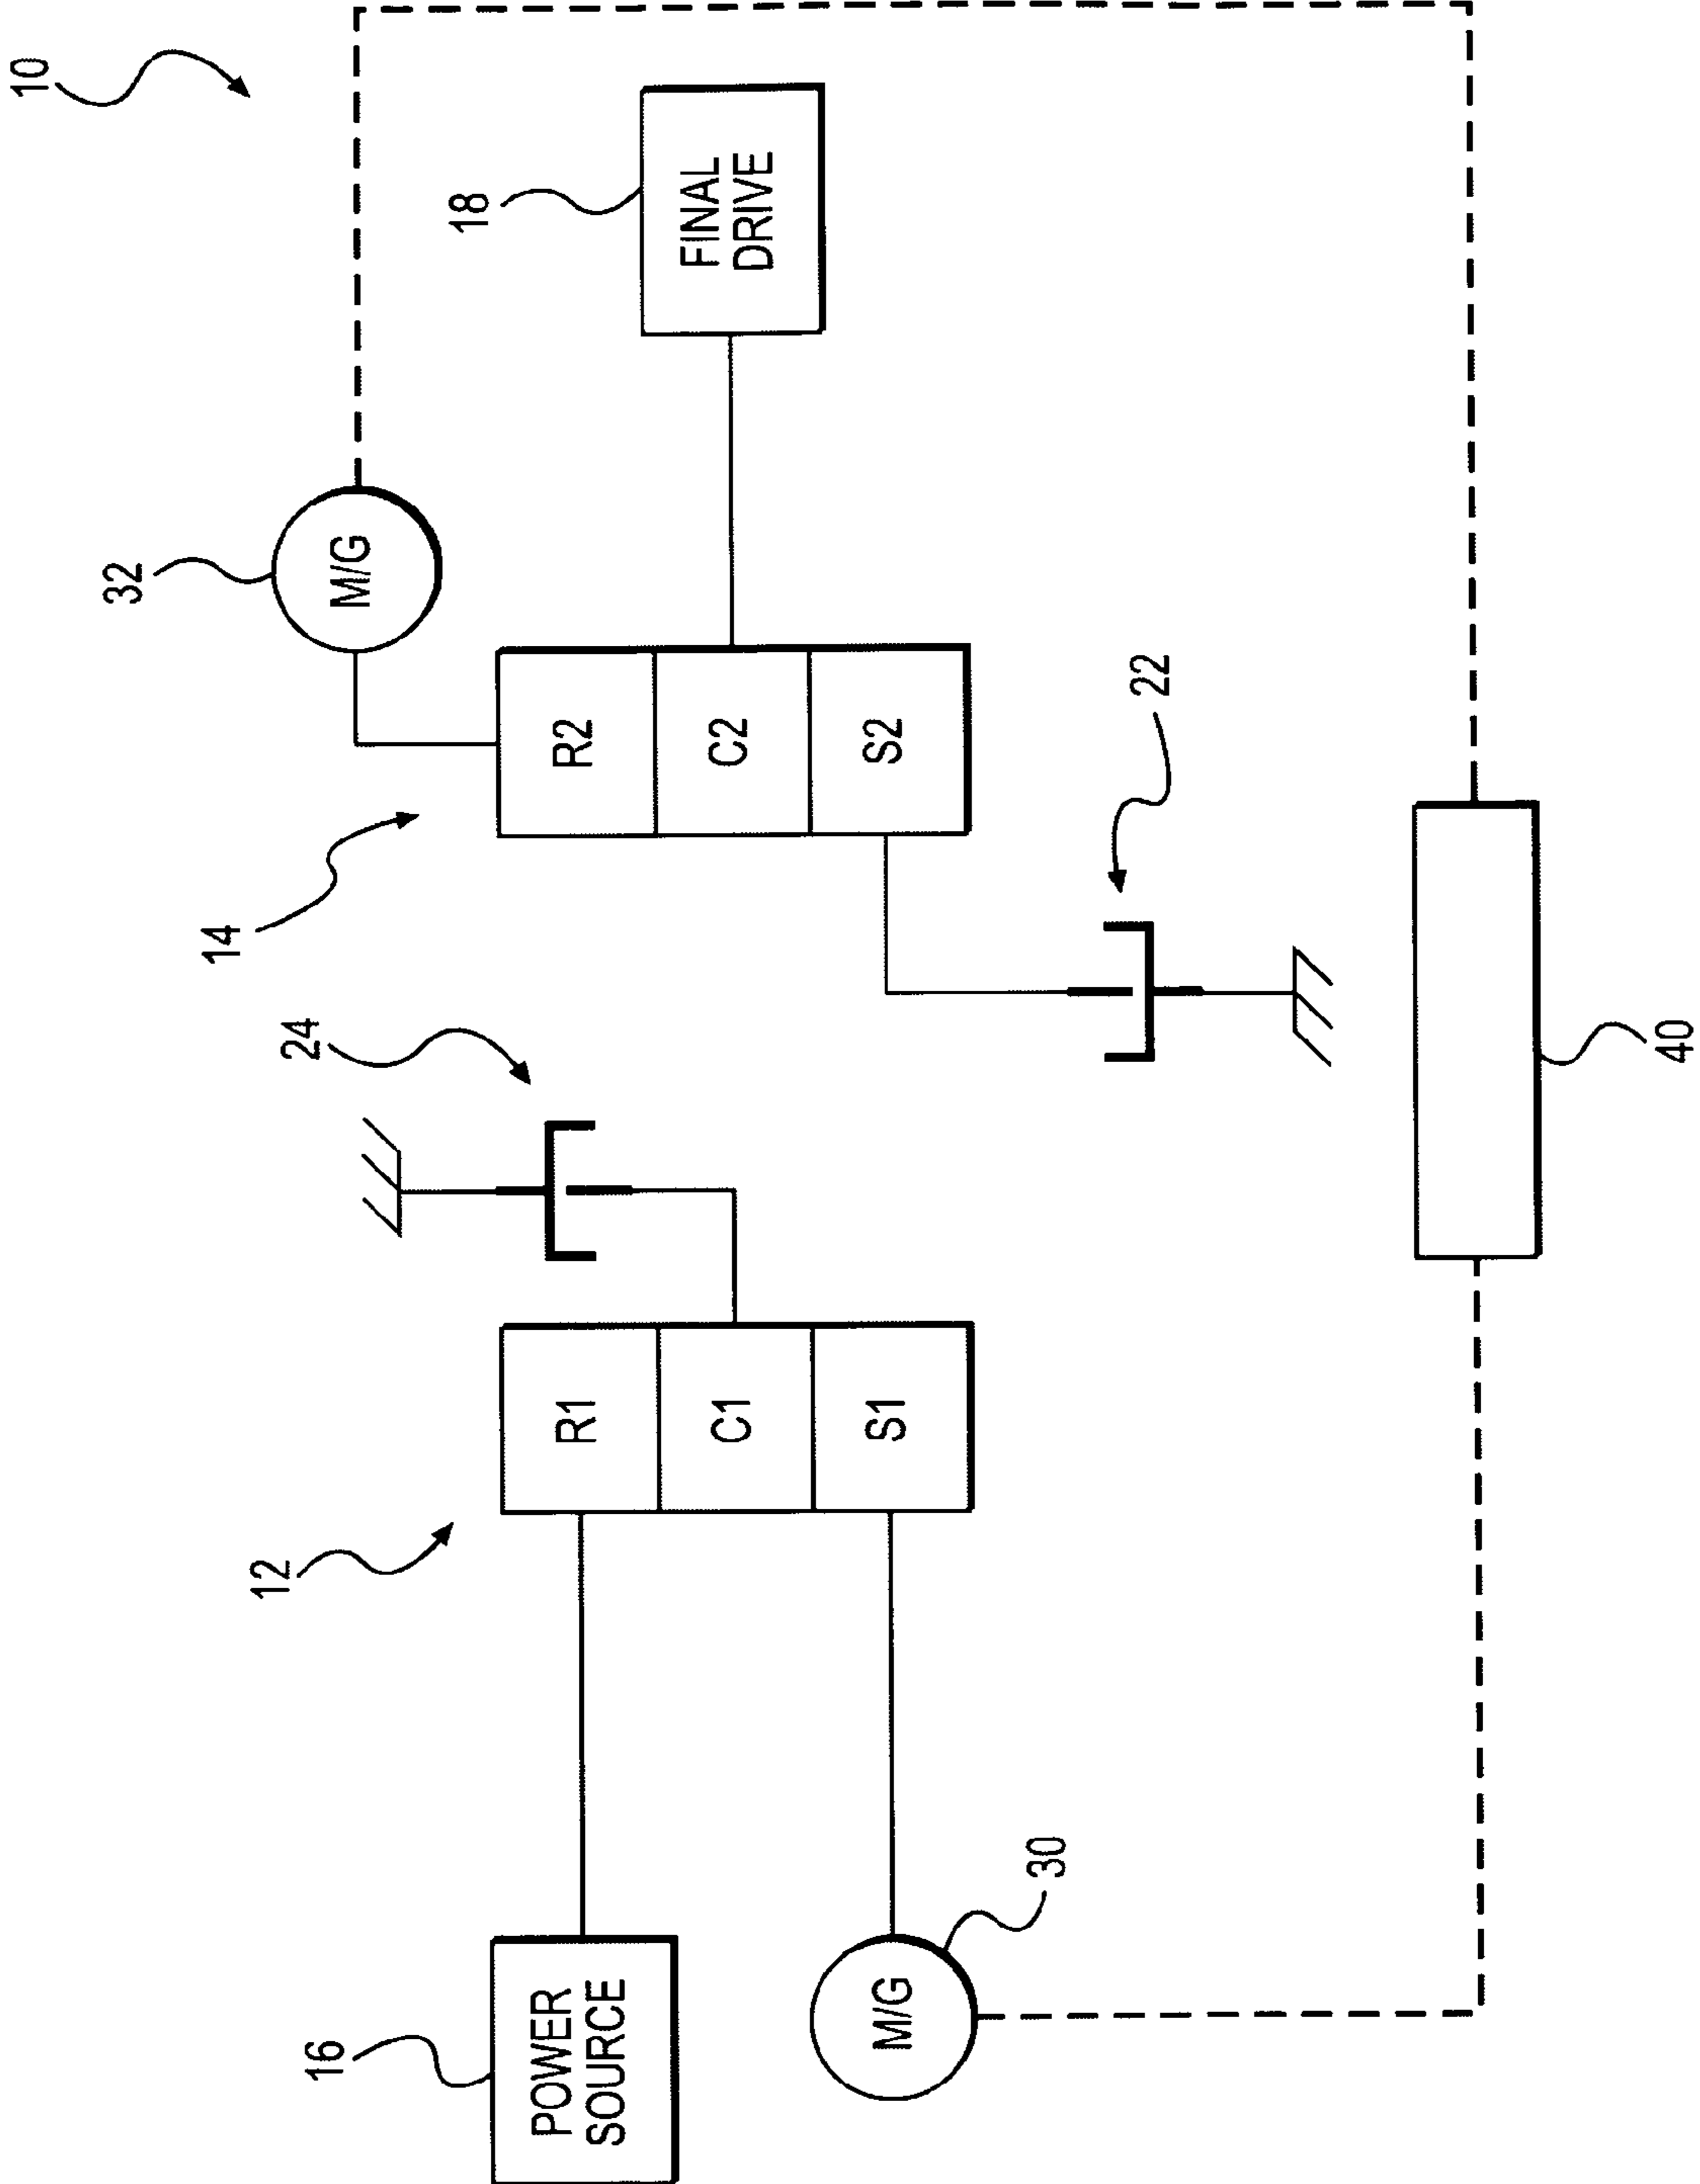 10
32
M/G
18
FINAL
DRIVE
14
R2
C2
S2
22
24
12
R1
C1
S1
16
POWER
SOURCE
M/G
30
40